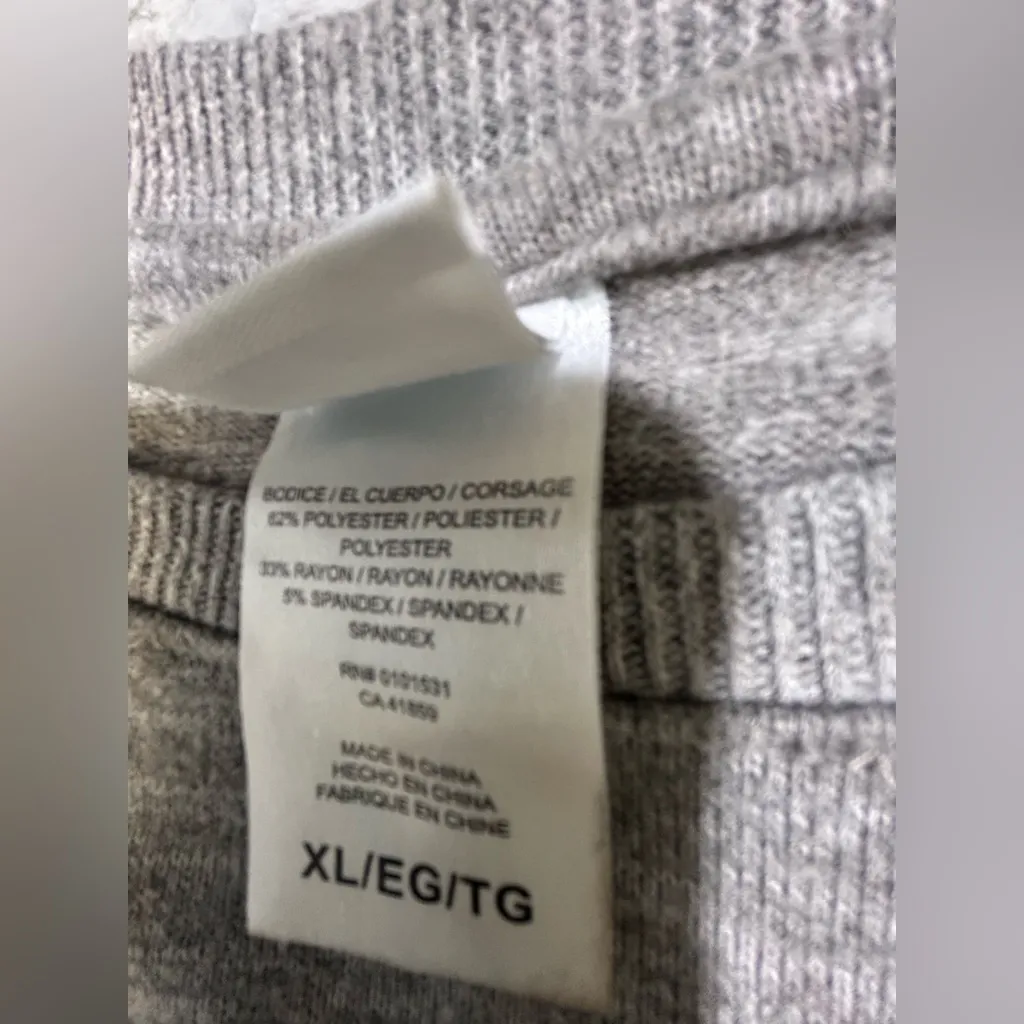 BODICE / EL CUERPO / CORSAGE
62% POLYESTER / POLIESTER /
POLYESTER
33% RAYON / RAYON / RAYONNE
5% SPANDEX / SPANDEX /
SPANDEX
RN# 0101531
CA 41859
MADE IN CHINA
HECHO EN CHINA
FABRIQUE EN CHINE
XL/EG/TG